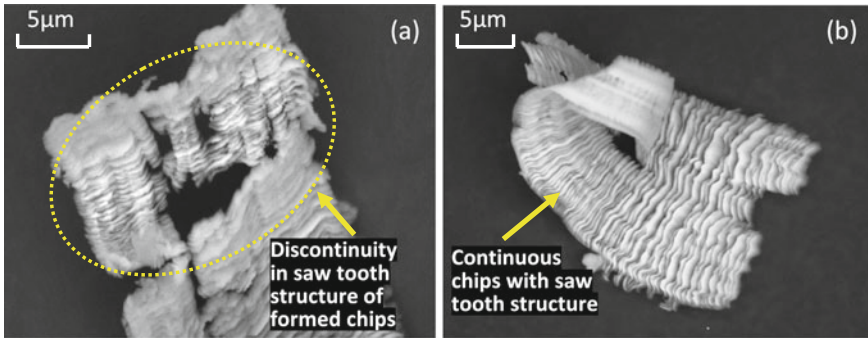 5μm
(a)
Discontinuity
in saw tooth
structure of
formed chips
5μm
(b)
Continuous
chips with saw
tooth structure